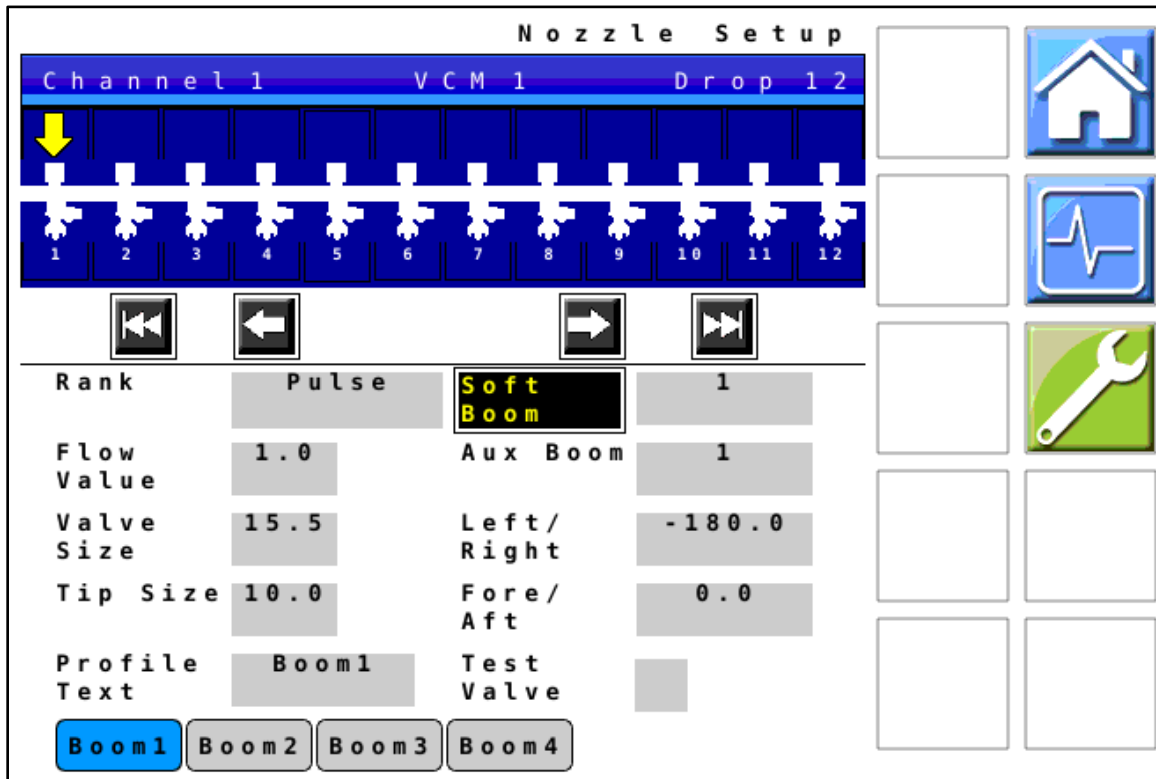 Nozzle Setup
Channel 1 VCM 1 Drop 12
1 2 3 4 5 6 7 8 9 10 11 12
Rank Pulse Soft Boom 1
Flow Value 1.0 Aux Boom 1
Valve Size 15.5 Left/ Right -180.0
Tip Size 10.0 Fore/ Aft 0.0
Profile Text Boom1 Test Valve
Boom1 Boom2 Boom3 Boom4